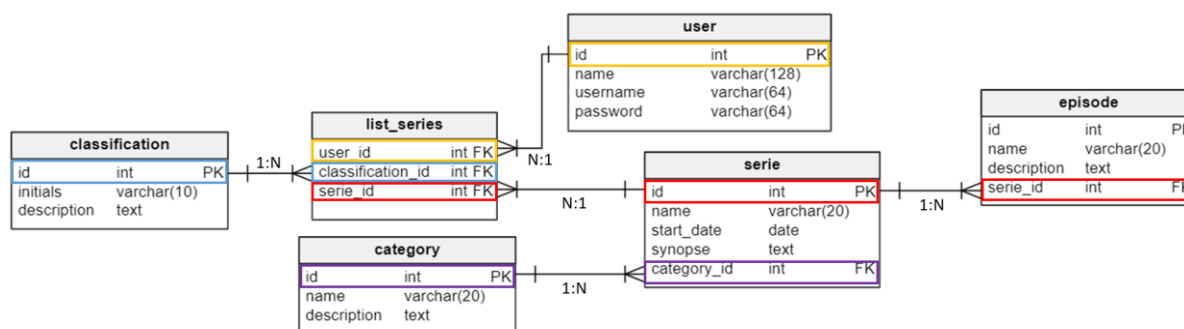 user
id int PK
name varchar(128)
username varchar(64)
password varchar(64)
episode
id int PK
name varchar(20)
description text
serie_id int FK
list_series
user_id int FK
classification_id int FK
serie_id int FK
classification
id int PK
initials varchar(10)
description text
serie
id int PK
name varchar(20)
start_date date
synopse text
category_id int FK
category
id int PK
name varchar(20)
description text
1:N
N:1
N:1
1:N
1:N